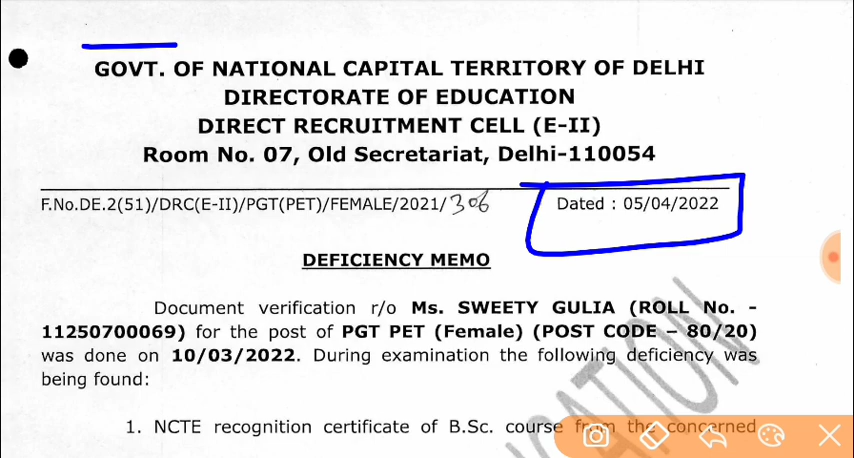 GOVT. OF NATIONAL CAPITAL TERRITORY OF DELHI
DIRECTORATE OF EDUCATION
DIRECT RECRUITMENT CELL (E-II)
Room No. 07, Old Secretariat, Delhi-110054
F.No.DE.2(51)/DRC(E-II)/PGT(PET)/FEMALE/2021/306 Dated : 05/04/2022
DEFICIENCY MEMO
Document verification r/o Ms. SWEETY GULIA (ROLL No. -
11250700069) for the post of PGT PET (Female) (POST CODE – 80/20)
was done on 10/03/2022. During examination the following deficiency was
being found:
1. NCTE recognition certificate of B.Sc. course from the concerned